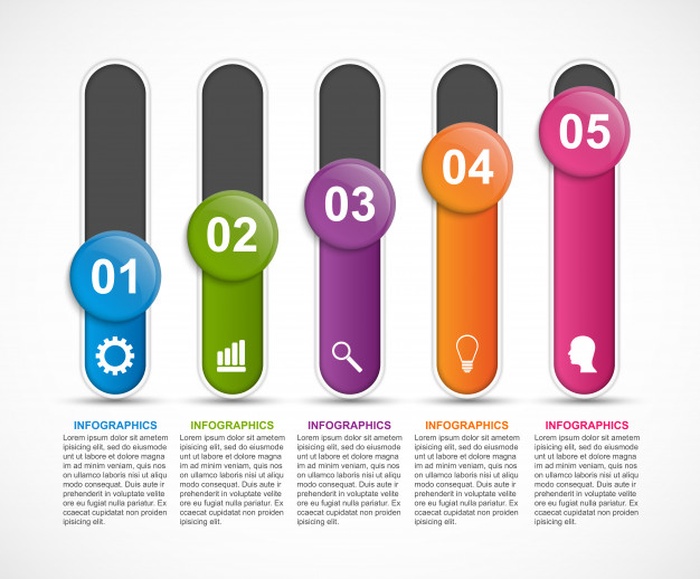 01
02
03
04
05
INFOGRAPHICS
Lorem ipsum dolor sit ametem
ipisicing elit, sed do eiusmode
unt ut labore et dolore magna
im ad minim veniam, quis nos
on ullamco laboris nisi ut aliqu
modo consequat. Duis aute ir
prehenderit in voluptate velite
ore eu fugiat nulla pariatur. Ex
ccaecat cupidatat non proiden
ipisicing elit.
INFOGRAPHICS
Lorem ipsum dolor sit ametem
ipisicing elit, sed do eiusmode
unt ut labore et dolore magna
im ad minim veniam, quis nos
on ullamco laboris nisi ut aliqu
modo consequat. Duis aute ir
prehenderit in voluptate velite
ore eu fugiat nulla pariatur. Ex
ccaecat cupidatat non proiden
ipisicing elit.
INFOGRAPHICS
Lorem ipsum dolor sit ametem
ipisicing elit, sed do eiusmode
unt ut labore et dolore magna
im ad minim veniam, quis nos
on ullamco laboris nisi ut aliqu
modo consequat. Duis aute ir
prehenderit in voluptate velite
ore eu fugiat nulla pariatur. Ex
ccaecat cupidatat non proiden
ipisicing elit.
INFOGRAPHICS
Lorem ipsum dolor sit ametem
ipisicing elit, sed do eiusmode
unt ut labore et dolore magna
im ad minim veniam, quis nos
on ullamco laboris nisi ut aliqu
modo consequat. Duis aute ir
prehenderit in voluptate velite
ore eu fugiat nulla pariatur. Ex
ccaecat cupidatat non proiden
ipisicing elit.
INFOGRAPHICS
Lorem ipsum dolor sit ametem
ipisicing elit, sed do eiusmode
unt ut labore et dolore magna
im ad minim veniam, quis nos
on ullamco laboris nisi ut aliqu
modo consequat. Duis aute ir
prehenderit in voluptate velite
ore eu fugiat nulla pariatur. Ex
ccaecat cupidatat non proiden
ipisicing elit.